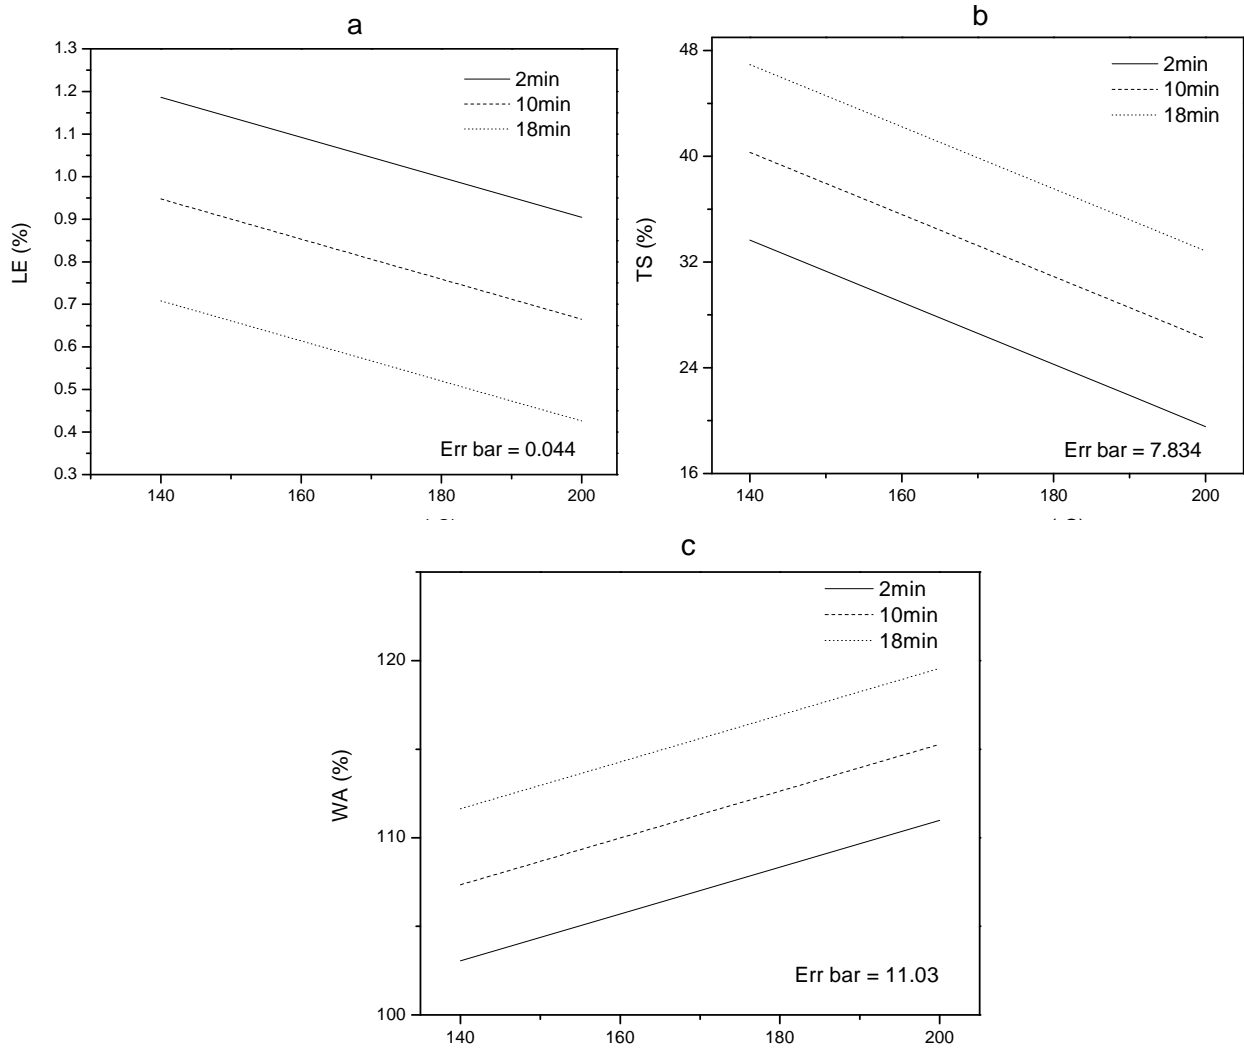 a
1.3
1.2
1.1
1.0
0.9
0.8
0.7
0.6
0.5
0.4
0.3
LE (%)
2min
10min
18min
Err bar = 0.044
140
160
180
200
b
48
40
32
24
16
TS (%)
2min
10min
18min
Err bar = 7.834
140
160
180
200
c
120
110
100
WA (%)
2min
10min
18min
Err bar = 11.03
140
160
180
200